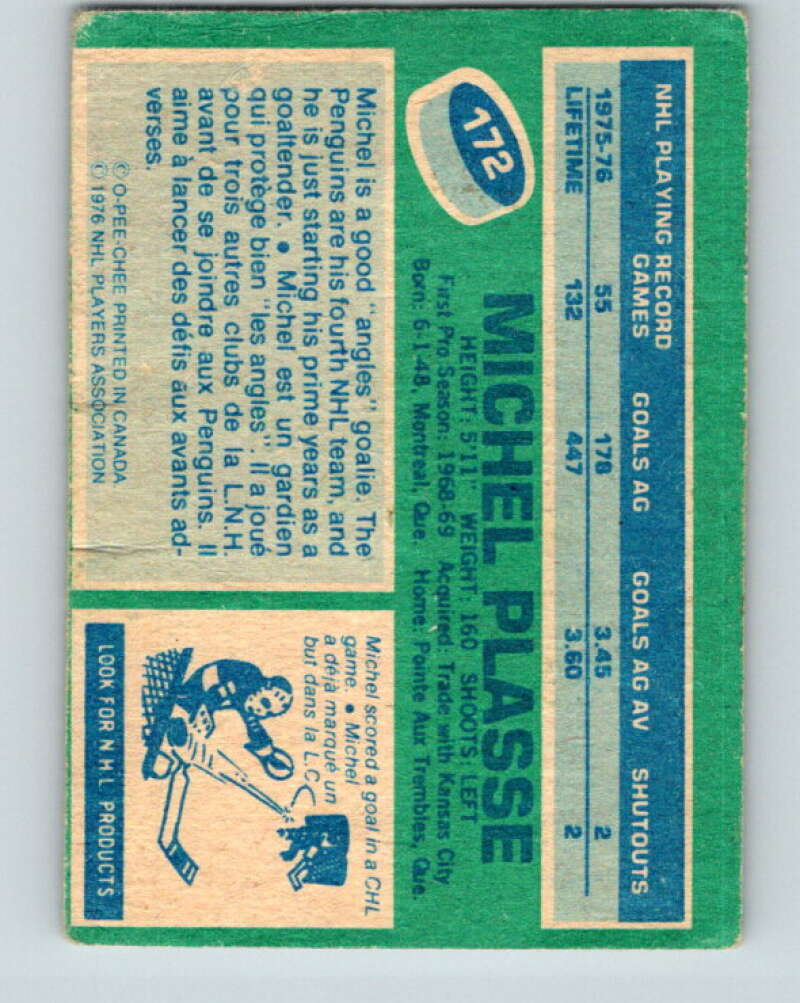 NHL PLAYING RECORD
GAMES GOALS AG GOALS AG AV SHUTOUTS
1975-76 55 178 3.45 2
LIFETIME 132 447 3.60 2
172
MICHEL PLASSE
HEIGHT: 5'11" WEIGHT: 160 SHOOTS: LEFT
First Pro Season: 1968-69 Acquired: Trade with Kansas City
Born: 6-1-48, Montreal, Que. Home: Pointe Aux Trembles, Que.
Michel is a good "angles" goalie. The
Penguins are his fourth NHL team, and
he is just starting his prime years as a
goaltender. • Michel est un gardien
qui protège bien "les angles". Il a joué
pour trois autres clubs de la L.N.H.
avant de se joindre aux Penguins. Il
aime à lancer des défis aux avants ad-
verses.
© O-PEE-CHEE PRINTED IN CANADA
© 1976 NHL PLAYERS ASSOCIATION
Michel scored a goal in a CHL
game. • Michel
a déjà marqué un
but dans la L.C.
LOOK FOR N.H.L. PRODUCTS